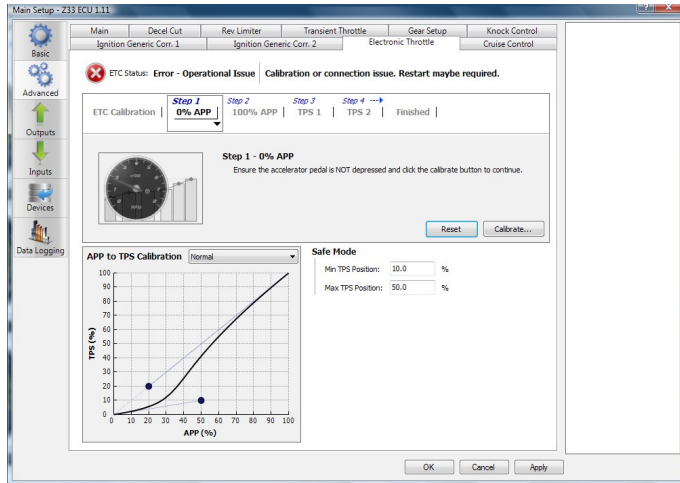 Main Setup - Z33 ECU 1.11
Main Decel Cut Rev Limiter Transient Throttle Gear Setup Knock Control
Ignition Generic Corr. 1 Ignition Generic Corr. 2 Electronic Throttle Cruise Control
Basic
Advanced
Outputs
Inputs
Devices
Data Logging
ETC Status: Error - Operational Issue Calibration or connection issue. Restart maybe required.
Step 1 Step 2 Step 3 Step 4
ETC Calibration 0% APP 100% APP TPS 1 TPS 2 Finished
Step 1 - 0% APP
Ensure the accelerator pedal is NOT depressed and click the calibrate button to continue.
Reset Calibrate...
APP to TPS Calibration Normal
100
90
80
70
60
50
40
30
20
10
0
TPS (%)
0 10 20 30 40 50 60 70 80 90 100
APP (%)
Safe Mode
Min TPS Position: 10.0 %
Max TPS Position: 50.0 %
OK Cancel Apply